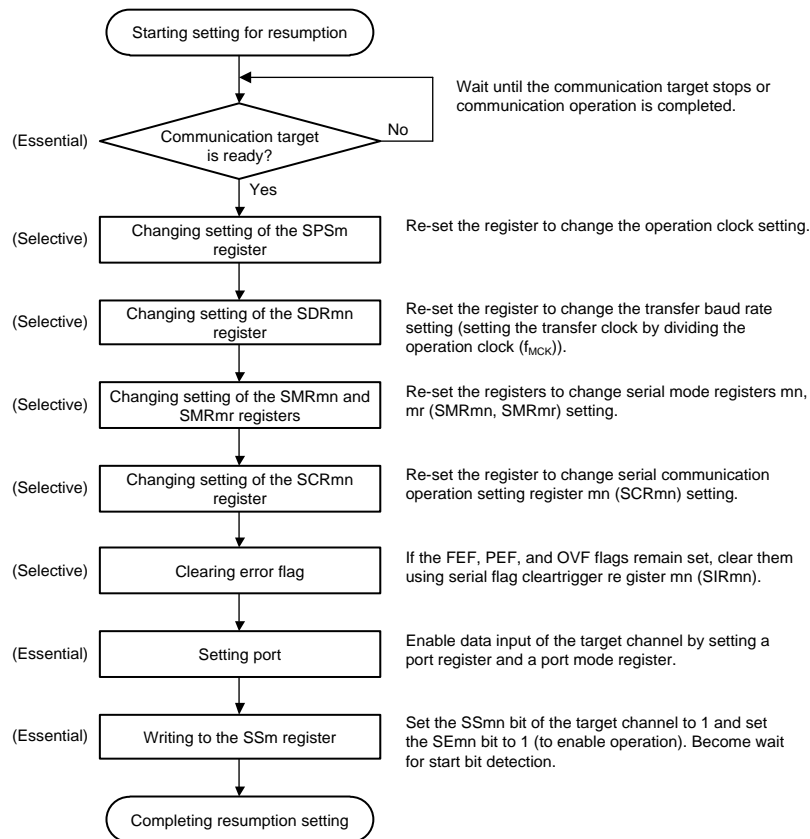 Starting setting for resumption
Wait until the communication target stops or
communication operation is completed.
(Essential)
Communication target
is ready?
No
Yes
(Selective)
Changing setting of the SPSm
register
Re-set the register to change the operation clock setting.
(Selective)
Changing setting of the SDRmn
register
Re-set the register to change the transfer baud rate
setting (setting the transfer clock by dividing the
operation clock (fMCK)).
(Selective)
Changing setting of the SMRmn and
SMRmr registers
Re-set the registers to change serial mode registers mn,
mr (SMRmn, SMRmr) setting.
(Selective)
Changing setting of the SCRmn
register
Re-set the register to change serial communication
operation setting register mn (SCRmn) setting.
(Selective)
Clearing error flag
If the FEF, PEF, and OVF flags remain set, clear them
using serial flag cleartrigger re gister mn (SIRmn).
(Essential)
Setting port
Enable data input of the target channel by setting a
port register and a port mode register.
(Essential)
Writing to the SSm register
Set the SSmn bit of the target channel to 1 and set
the SEmn bit to 1 (to enable operation). Become wait
for start bit detection.
Completing resumption setting